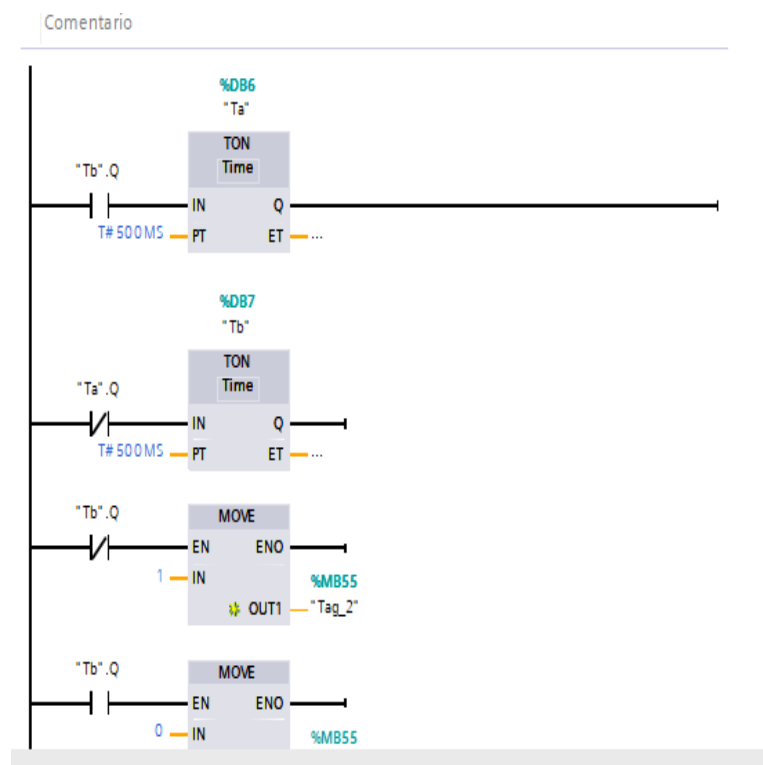 Comentario
%DB6
"Ta"
TON
Time
"Tb".Q
IN Q
T#500MS PT ET ...
%DB7
"Tb"
TON
Time
"Ta".Q
IN Q
T#500MS PT ET ...
"Tb".Q
MOVE
EN ENO
1 IN
%MB55
OUT1 "Tag_2"
"Tb".Q
MOVE
EN ENO
0 IN
%MB55